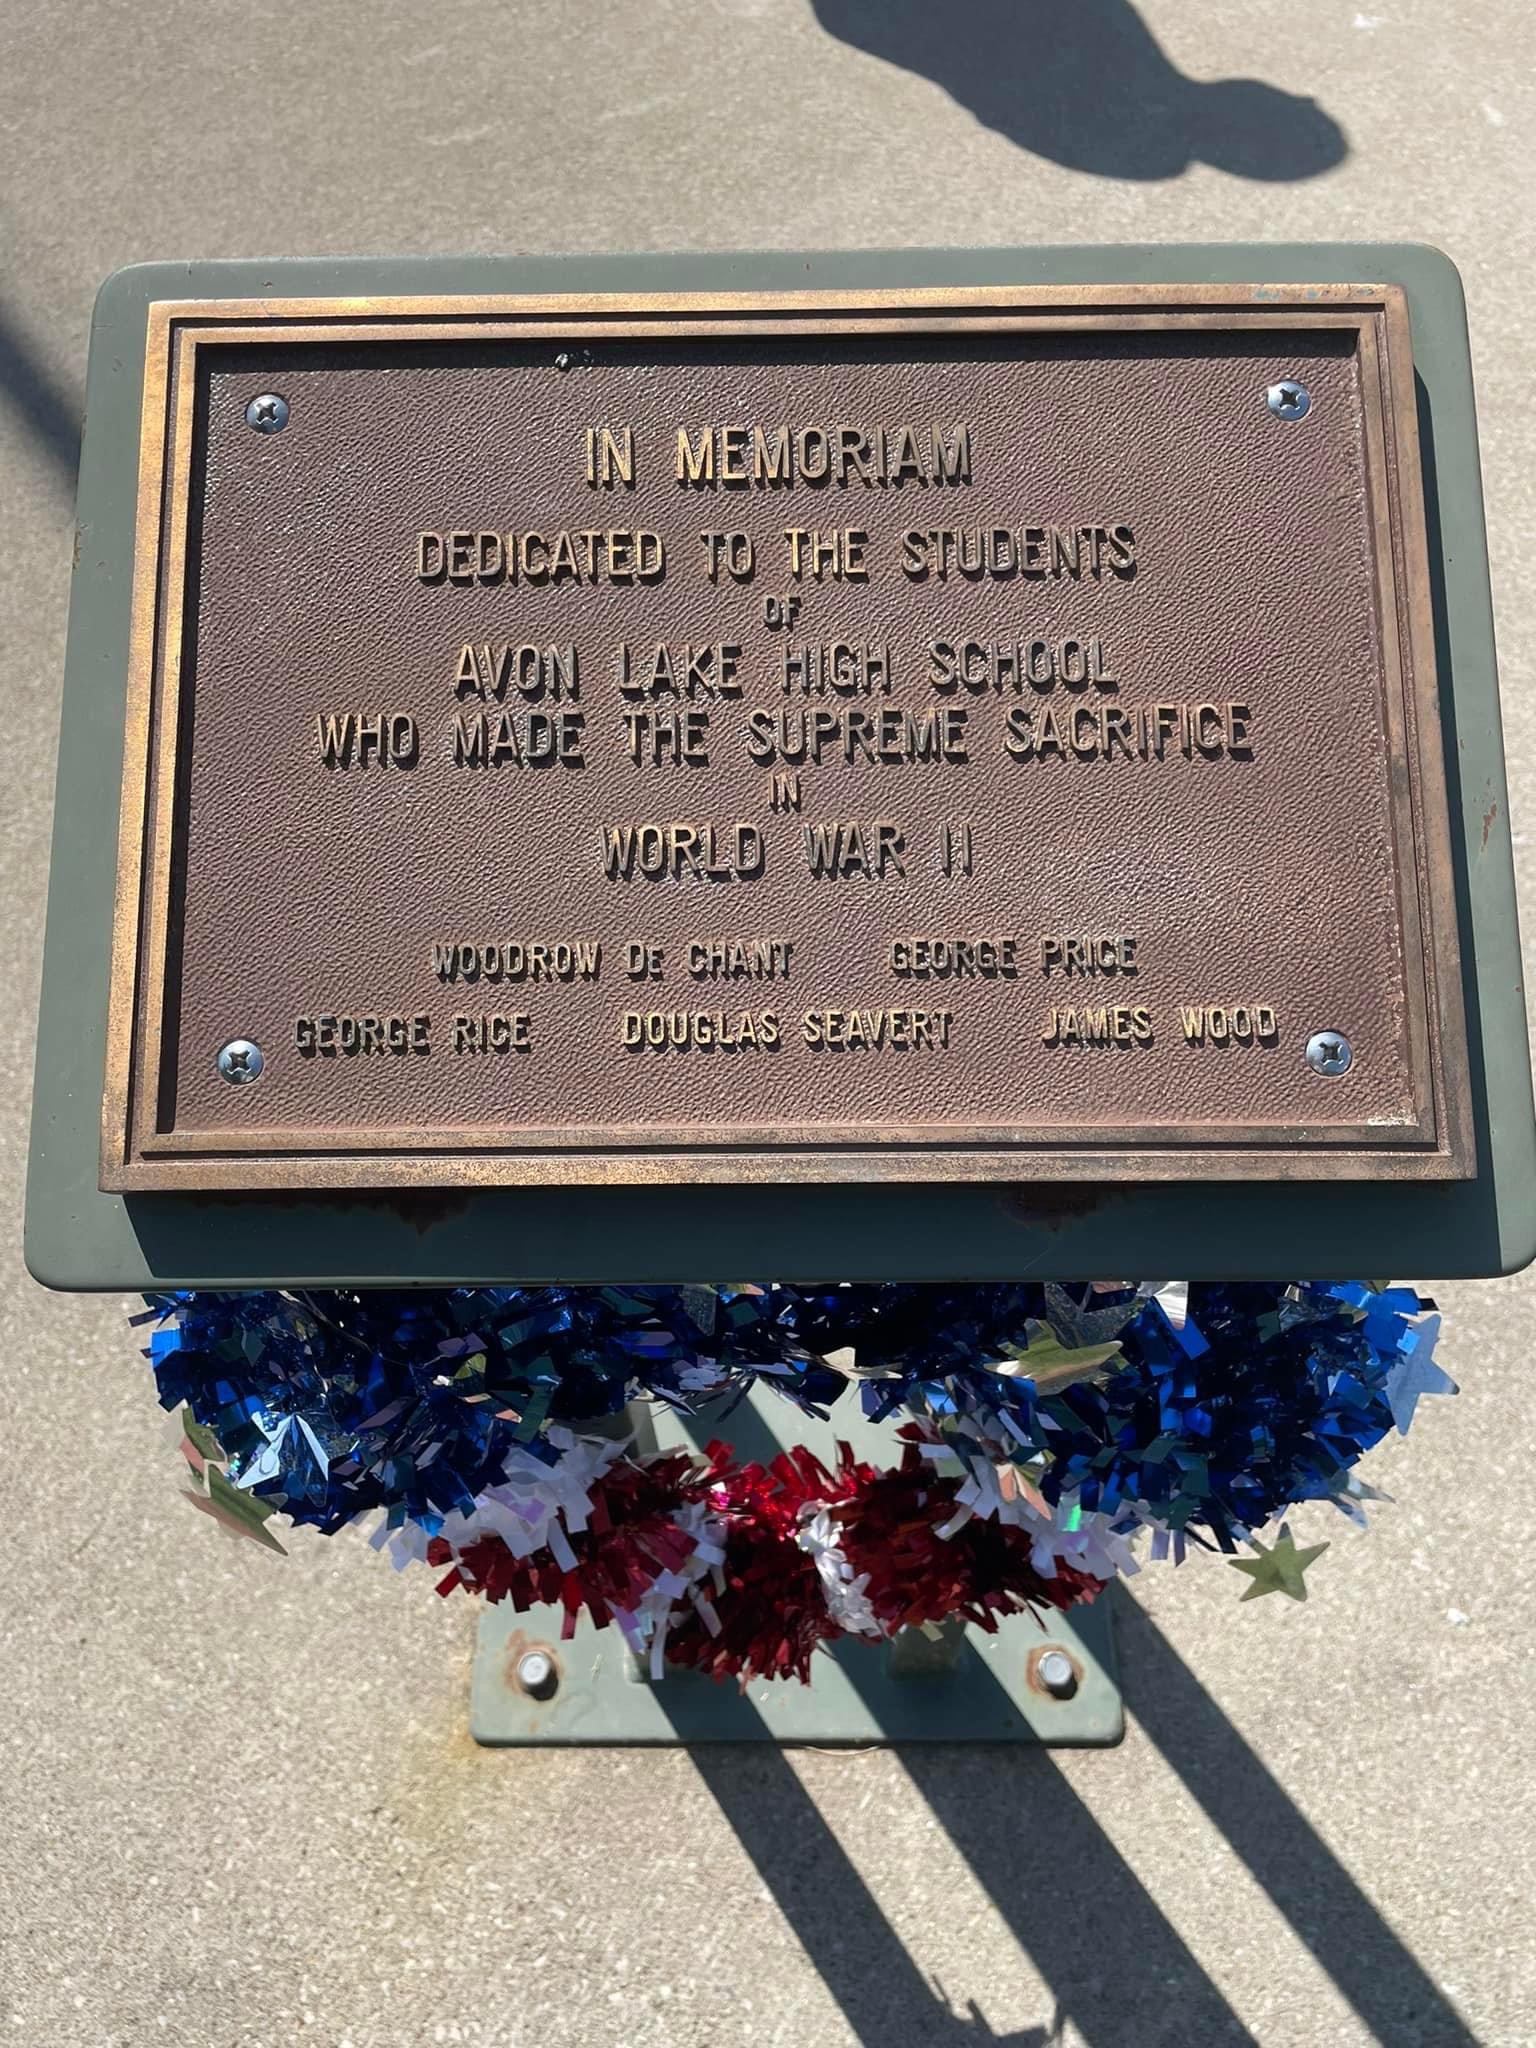 IN MEMORIAM
DEDICATED TO THE STUDENTS
OF
AVON LAKE HIGH SCHOOL
WHO MADE THE SUPREME SACRIFICE
IN
WORLD WAR II
WOODROW DE CHANT GEORGE PRICE
GEORGE RICE DOUGLAS SEAVERT JAMES WOOD